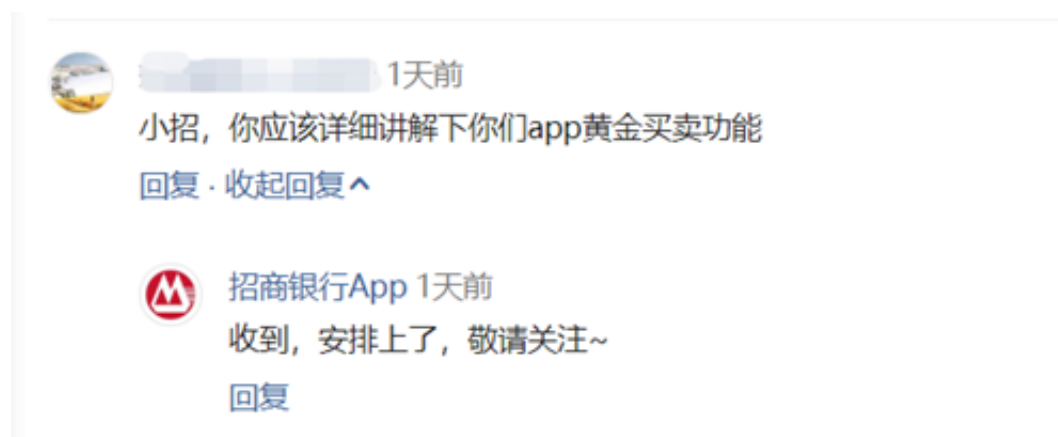 1天前
小招，你应该详细讲解下你们app黄金买卖功能
回复 · 收起回复
招商银行App 1天前
收到，安排上了，敬请关注~
回复